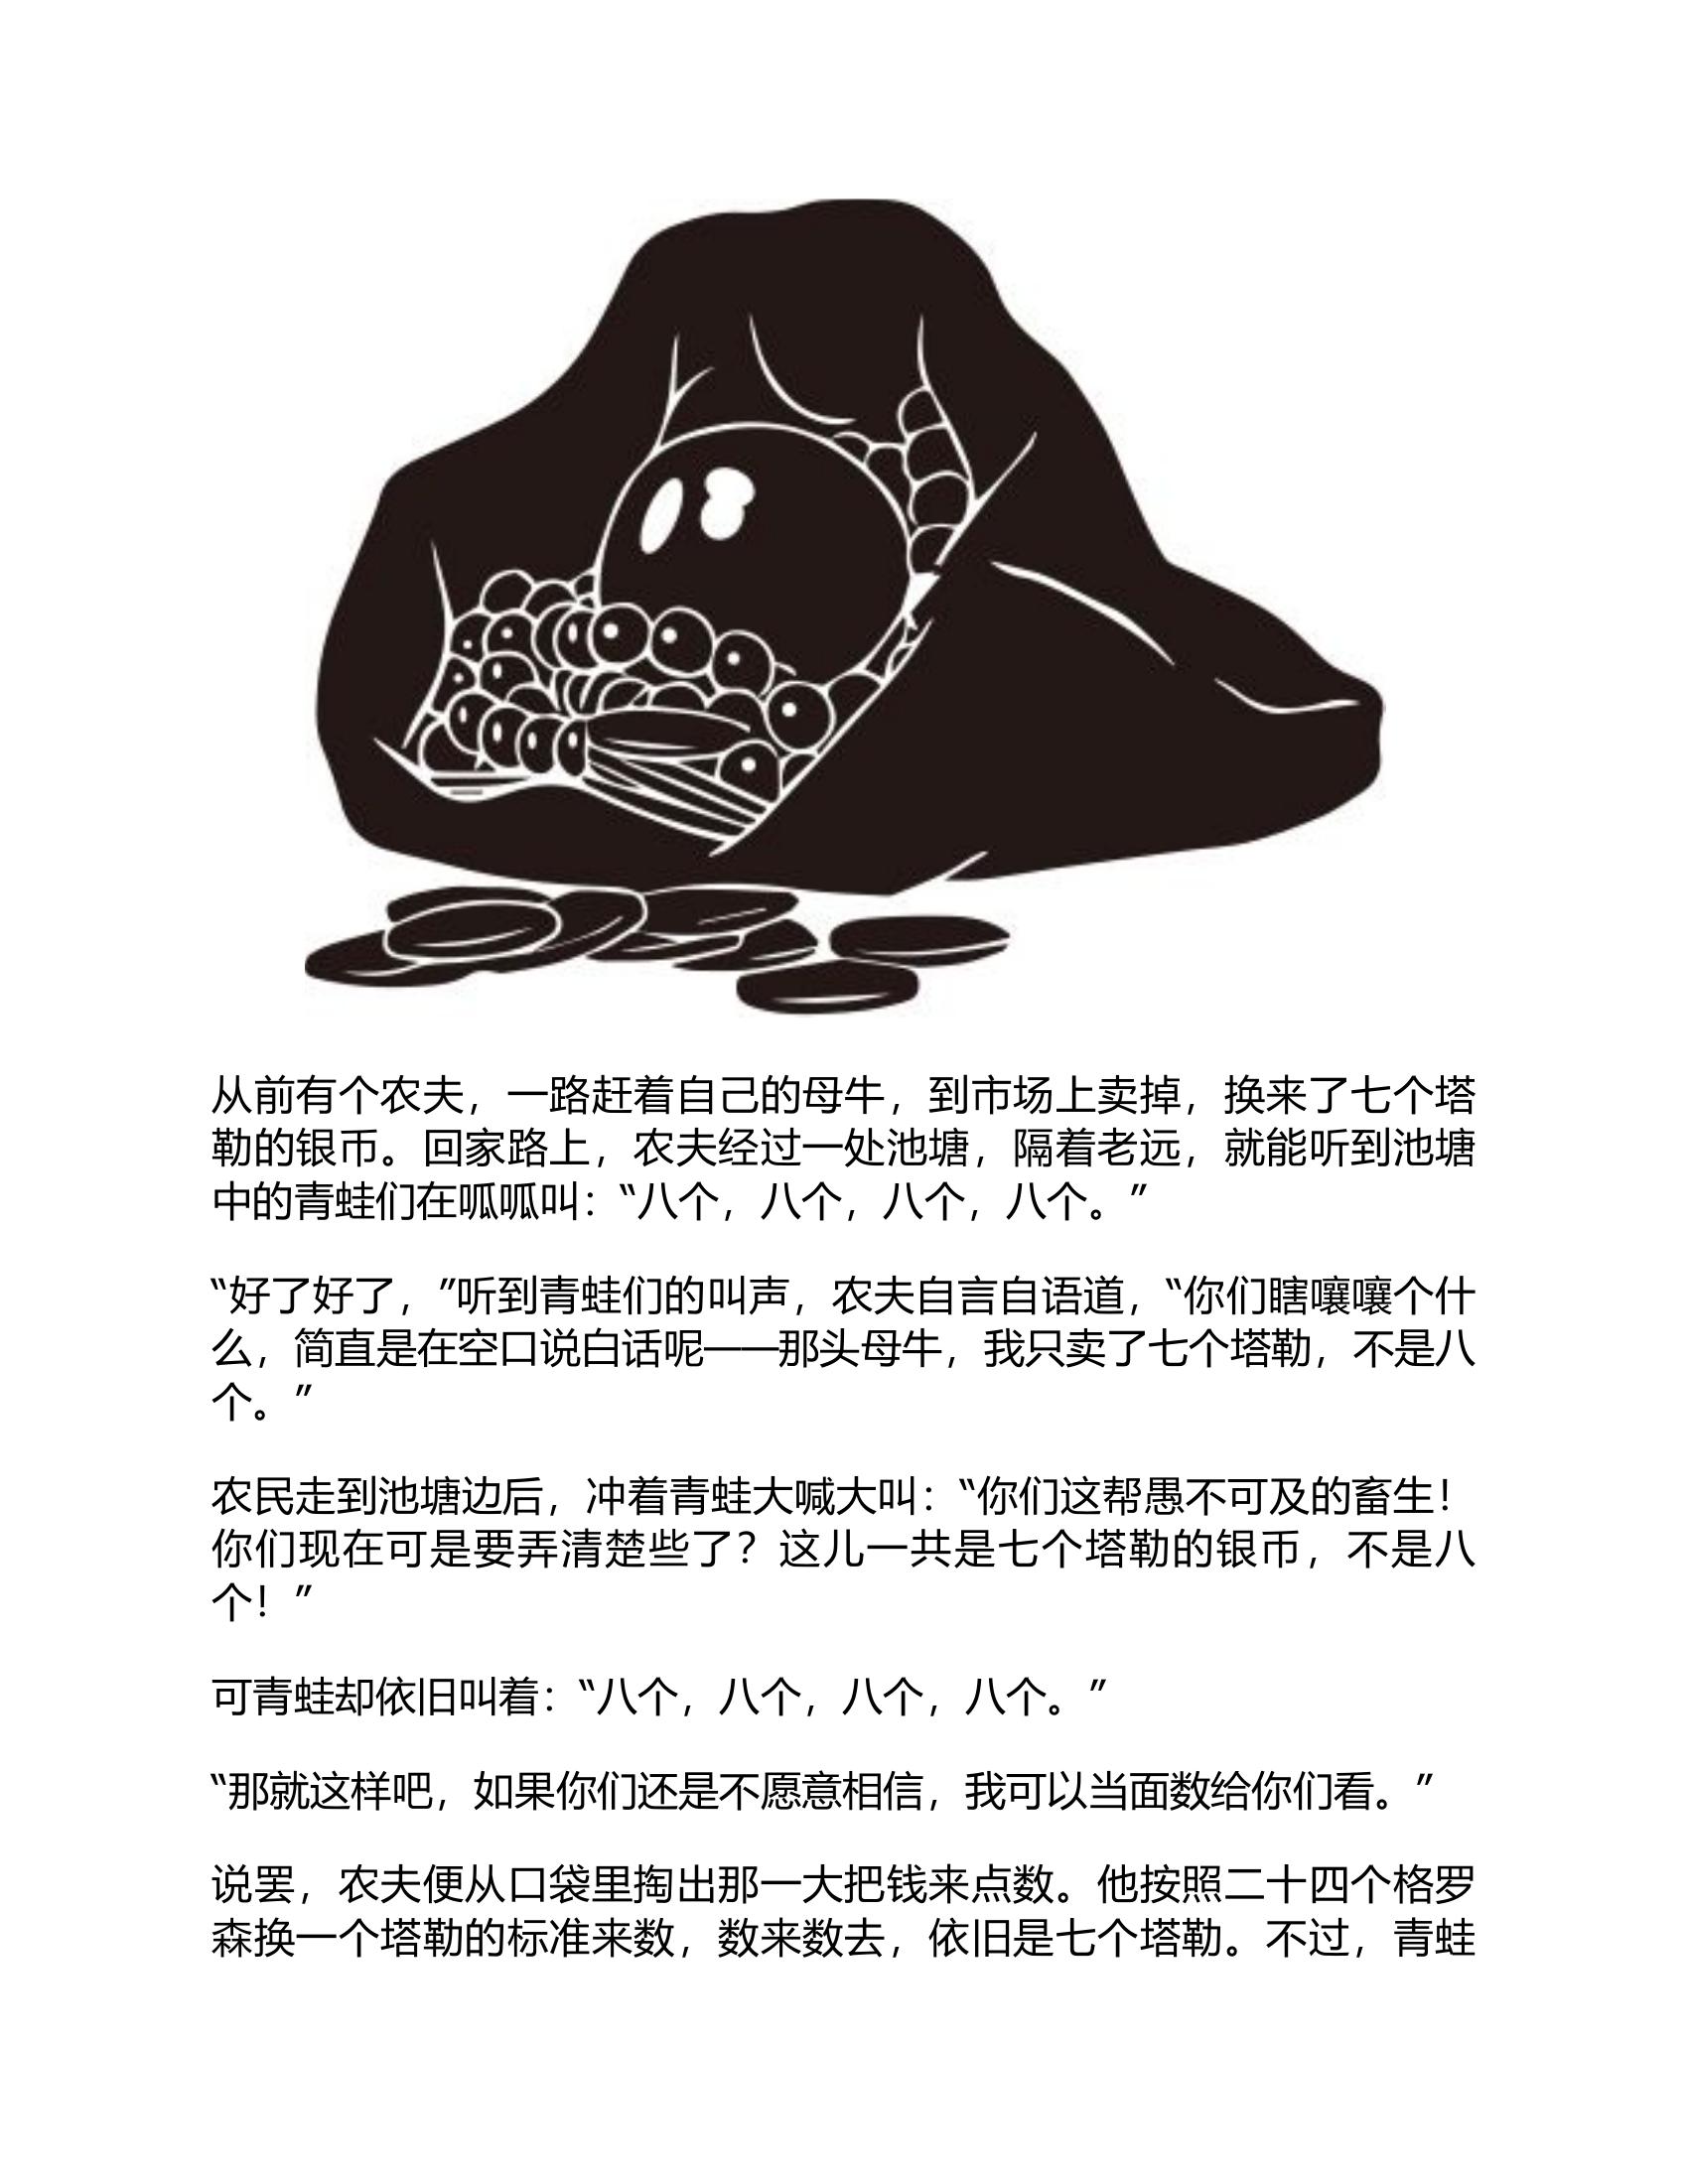 从前有个农夫，一路赶着自己的母牛，到市场上卖掉，换来了七个塔
勒的银币。回家路上，农夫经过一处池塘，隔着老远，就能听到池塘
中的青蛙们在呱呱叫：“八个，八个，八个，八个。”
“好了好了，”听到青蛙们的叫声，农夫自言自语道，“你们瞎嚷嚷个什
么，简直是在空口说白话呢——那头母牛，我只卖了七个塔勒，不是八
个。”
农民走到池塘边后，冲着青蛙大喊大叫：“你们这帮愚不可及的畜生！
你们现在可是要弄清楚些了？这儿一共是七个塔勒的银币，不是八
个！”
可青蛙却依旧叫着：“八个，八个，八个，八个。”
“那就这样吧，如果你们还是不愿意相信，我可以当面数给你们看。”
说罢，农夫便从口袋里掏出那一大把钱来点数。他按照二十四个格罗
森换一个塔勒的标准来数，数来数去，依旧是七个塔勒。不过，青蛙